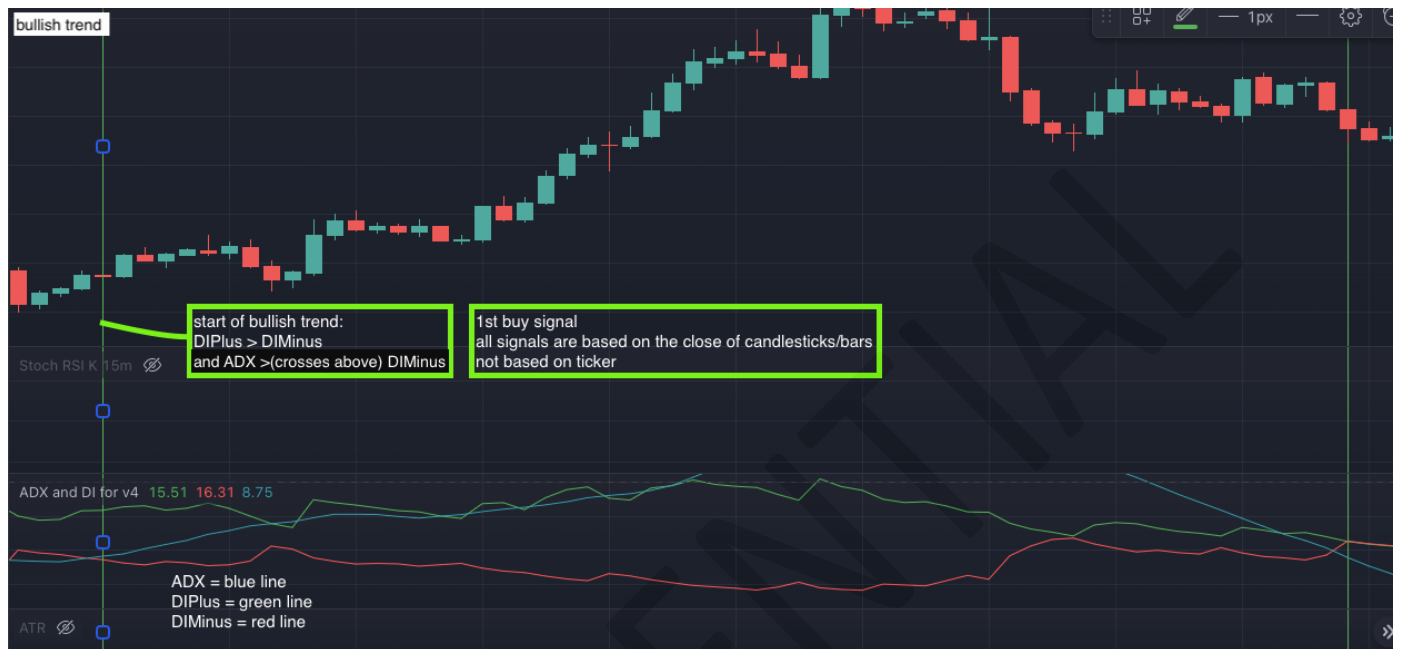 bullish trend
1px
start of bullish trend:
DIPlus > DIMinus
and ADX >(crosses above) DIMinus
1st buy signal
all signals are based on the close of candlesticks/bars
not based on ticker
Stoch RSI K 15m
ADX and DI for v4 15.51 16.31 8.75
ADX = blue line
DIPlus = green line
DIMinus = red line
ATR
ENTIAL